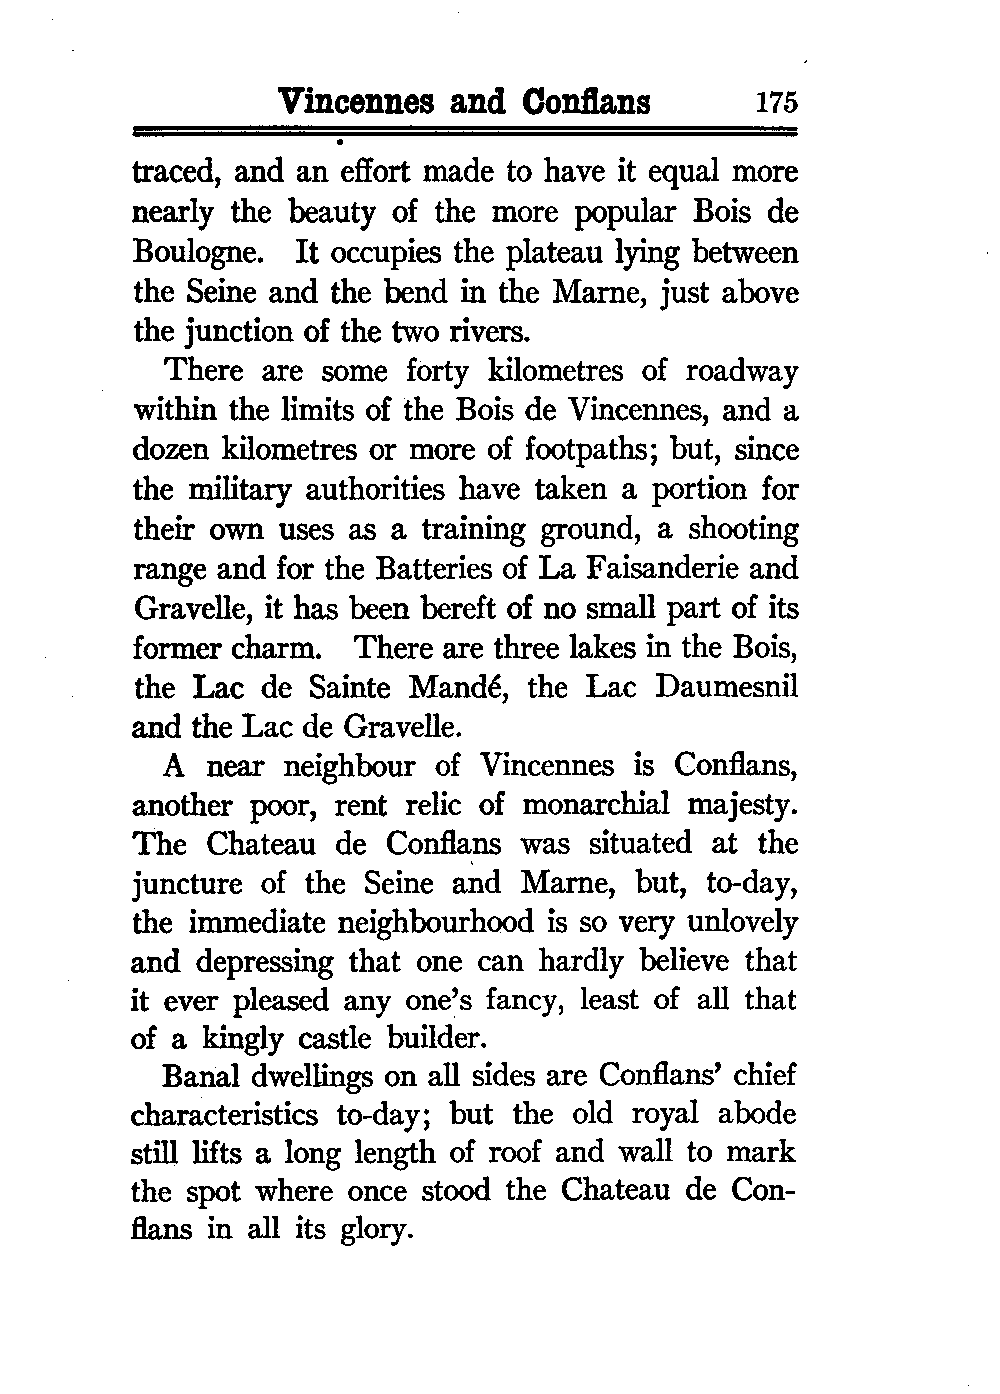 Vincennes and Conflans 175
traced, and an effort made to have it equal more
nearly the beauty of the more popular Bois de
Boulogne. It occupies the plateau lying between
the Seine and the bend in the Marne, just above
the junction of the two rivers.
There are some forty kilometres of roadway
within the limits of the Bois de Vincennes, and a
dozen kilometres or more of footpaths; but, since
the military authorities have taken a portion for
their own uses as a training ground, a shooting
range and for the Batteries of La Faisanderie and
Gravelle, it has been bereft of no small part of its
former charm. There are three lakes in the Bois,
the Lac de Sainte Mandé, the Lac Daumesnil
and the Lac de Gravelle.
A near neighbour of Vincennes is Conflans,
another poor, rent relic of monarchial majesty.
The Chateau de Conflans was situated at the
juncture of the Seine and Marne, but, to-day,
the immediate neighbourhood is so very unlovely
and depressing that one can hardly believe that
it ever pleased any one's fancy, least of all that
of a kingly castle builder.
Banal dwellings on all sides are Conflans' chief
characteristics to-day; but the old royal abode
still lifts a long length of roof and wall to mark
the spot where once stood the Chateau de Con-
flans in all its glory.